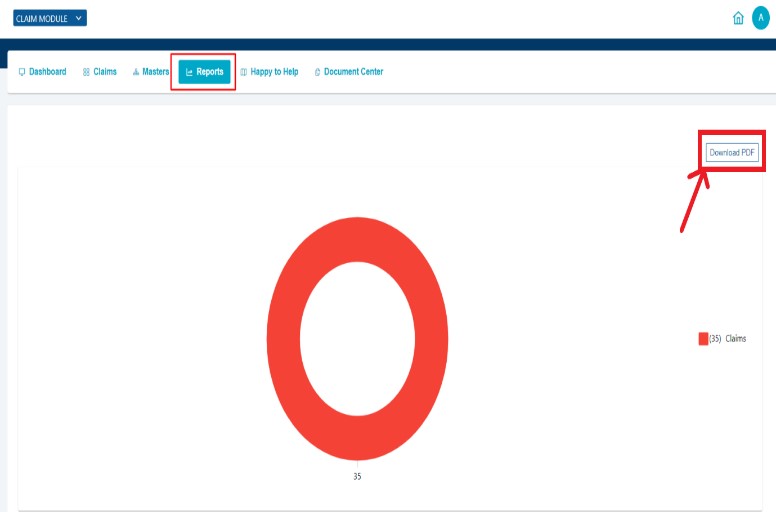 CLAIM MODULE
A
Dashboard Claims Masters Reports Happy to Help Document Center
Download PDF
(35) Claims
35